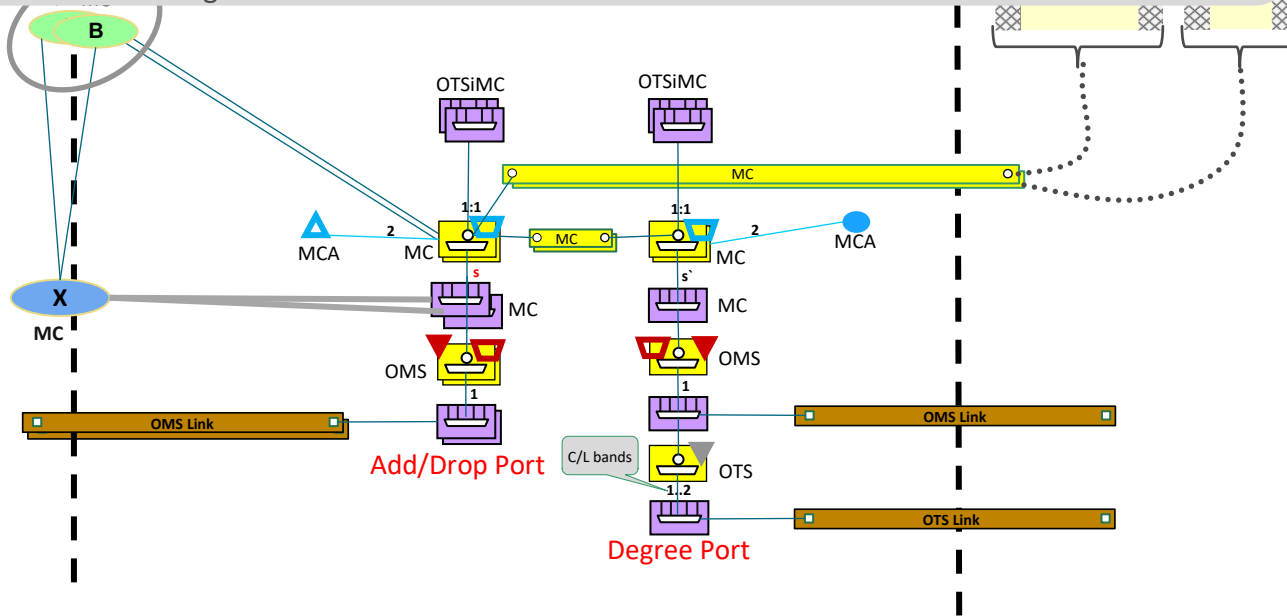 B
OTSiMC
OTSiMC
MC
1:1
1:1
2
MC
2
MCA
MC
MC
MCA
s
s`
X
MC
MC
MC
OMS
OMS
1
1
OMS Link
OMS Link
Add/Drop Port
C/L bands
OTS
1..2
OTS Link
Degree Port